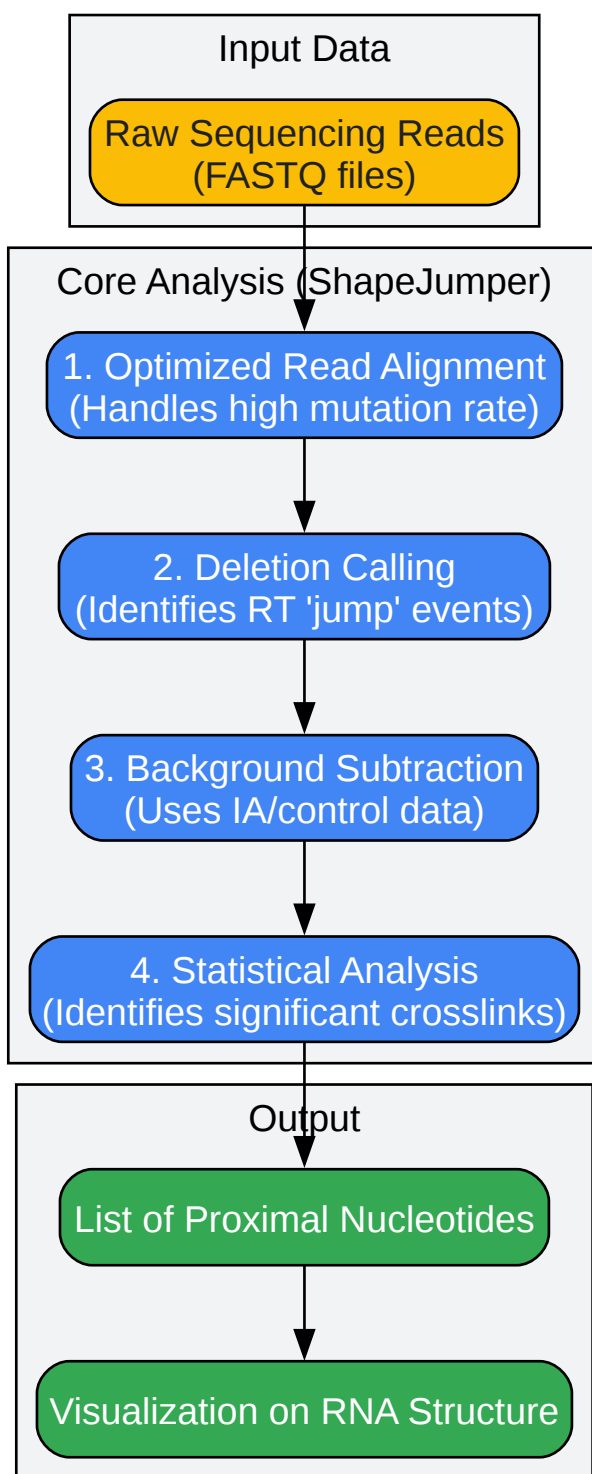 Input Data
Raw Sequencing Reads
(FASTQ files)
Core Analysis (ShapeJumper)
1. Optimized Read Alignment
(Handles high mutation rate)
2. Deletion Calling
(Identifies RT 'jump' events)
3. Background Subtraction
(Uses IA/control data)
4. Statistical Analysis
(Identifies significant crosslinks)
Output
List of Proximal Nucleotides
Visualization on RNA Structure